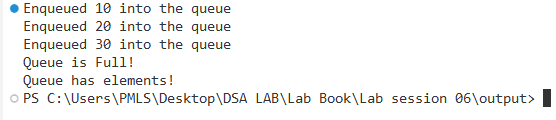 Enqueued 10 into the queue
Enqueued 20 into the queue
Enqueued 30 into the queue
Queue is Full!
Queue has elements!
PS C:\Users\PMLS\Desktop\DSA LAB\Lab Book\Lab session 06\output>